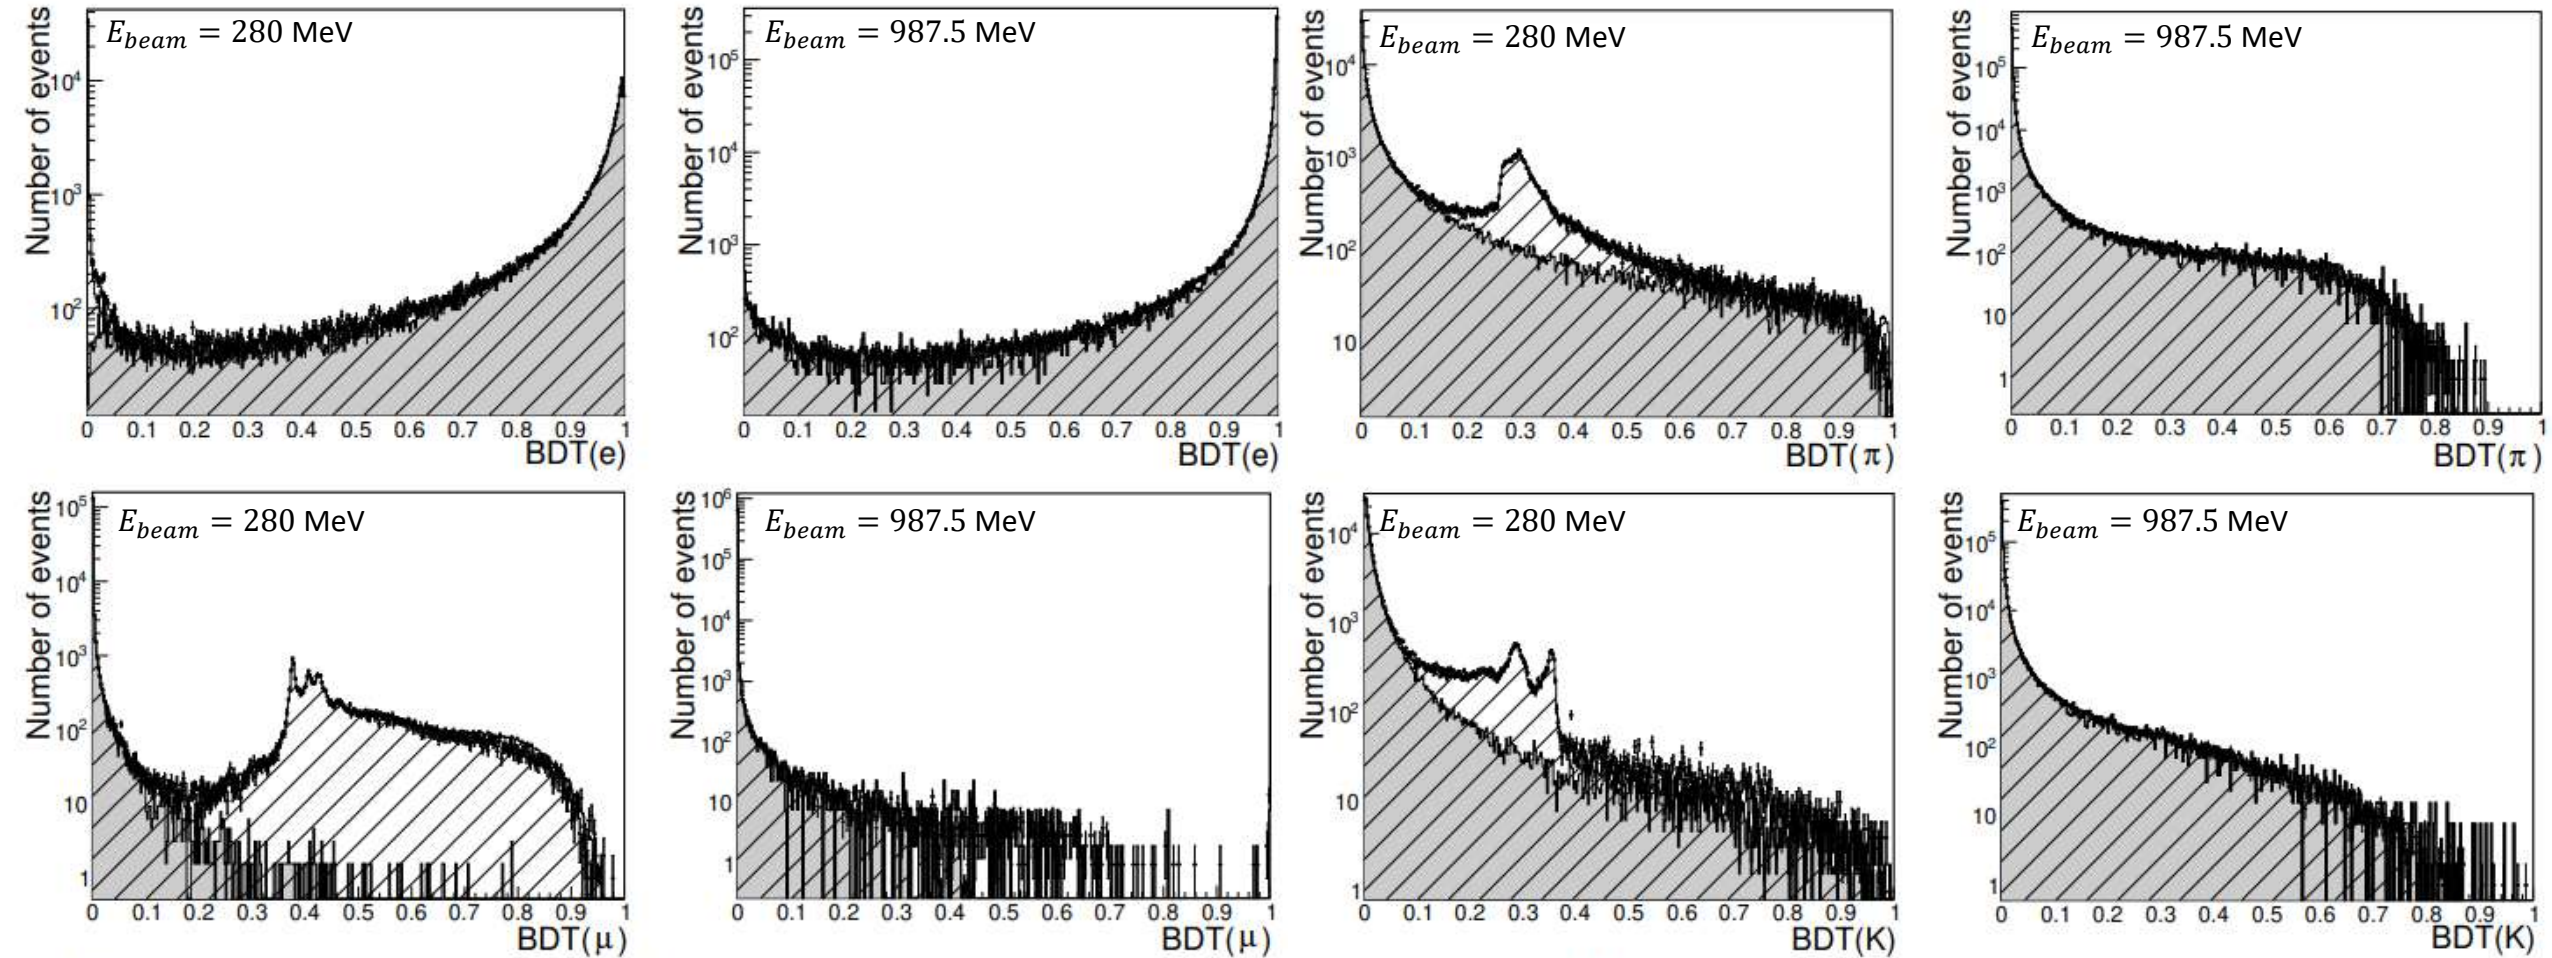 Number of events
E_beam = 280 MeV
10^4
10^3
10^2
0 0.1 0.2 0.3 0.4 0.5 0.6 0.7 0.8 0.9 1
BDT(e)
Number of events
E_beam = 987.5 MeV
10^5
10^4
10^3
10^2
0 0.1 0.2 0.3 0.4 0.5 0.6 0.7 0.8 0.9 1
BDT(e)
Number of events
E_beam = 280 MeV
10^4
10^3
10^2
10
0 0.1 0.2 0.3 0.4 0.5 0.6 0.7 0.8 0.9 1
BDT(π)
Number of events
E_beam = 987.5 MeV
10^5
10^4
10^3
10^2
10
1
0 0.1 0.2 0.3 0.4 0.5 0.6 0.7 0.8 0.9 1
BDT(π)
Number of events
E_beam = 280 MeV
10^5
10^4
10^3
10^2
10
1
0 0.1 0.2 0.3 0.4 0.5 0.6 0.7 0.8 0.9 1
BDT(μ)
Number of events
E_beam = 987.5 MeV
10^6
10^5
10^4
10^3
10^2
10
1
0 0.1 0.2 0.3 0.4 0.5 0.6 0.7 0.8 0.9 1
BDT(μ)
Number of events
E_beam = 280 MeV
10^4
10^3
10^2
10
1
0 0.1 0.2 0.3 0.4 0.5 0.6 0.7 0.8 0.9 1
BDT(K)
Number of events
E_beam = 987.5 MeV
10^5
10^4
10^3
10^2
10
1
0 0.1 0.2 0.3 0.4 0.5 0.6 0.7 0.8 0.9 1
BDT(K)